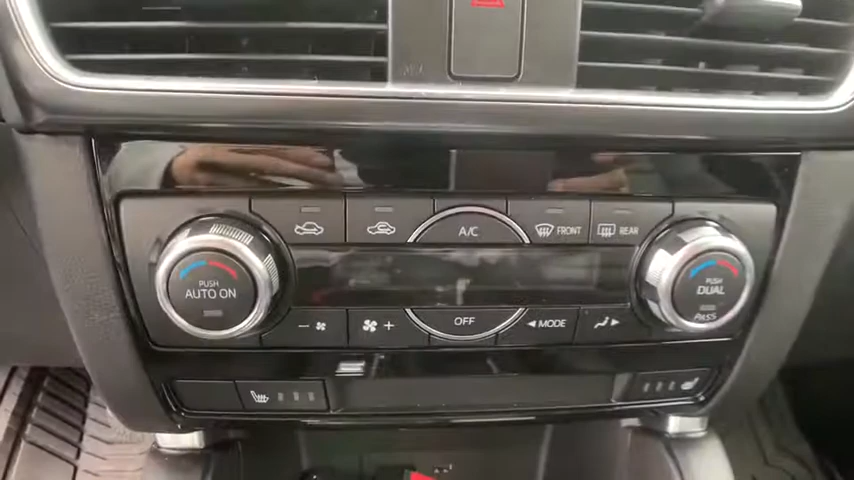 A/C
FRONT
REAR
PUSH
AUTO ON
PUSH
DUAL
PASS
OFF
MODE